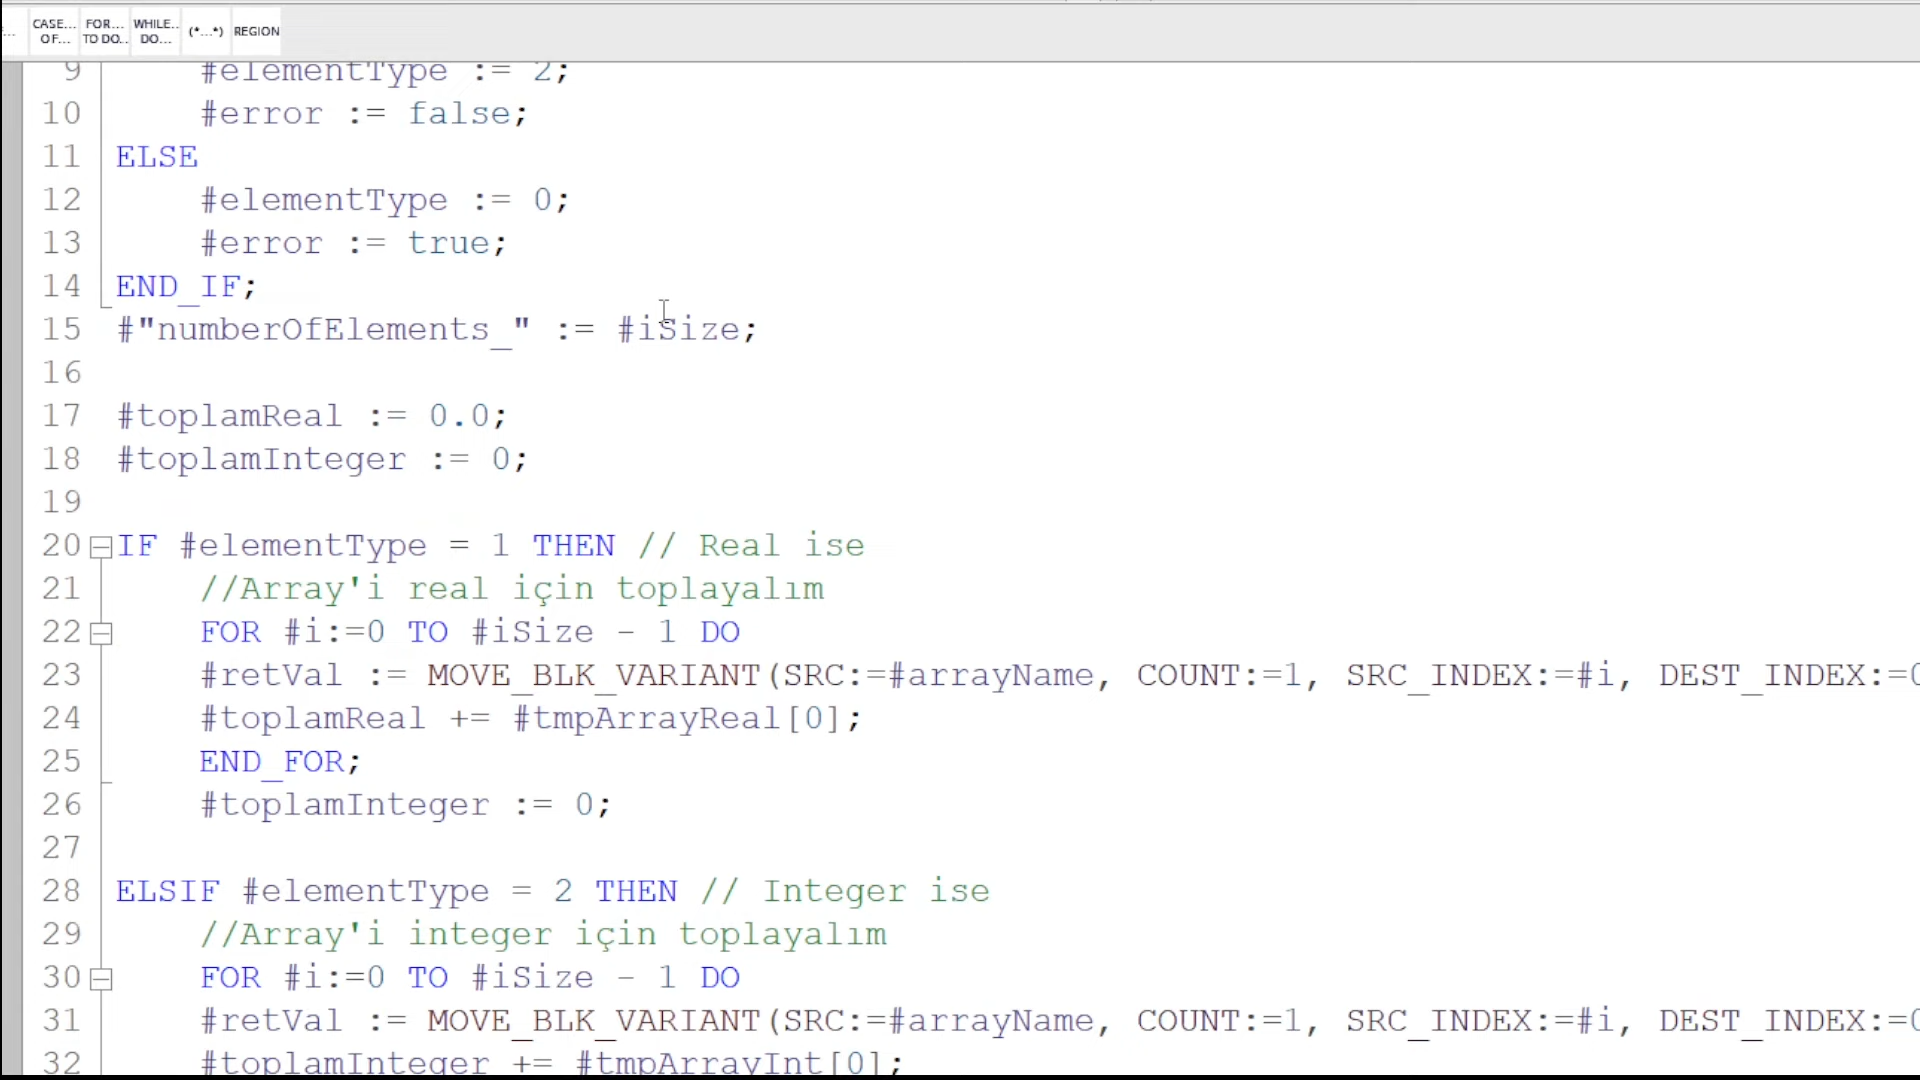 CASE... FOR... WHILE..
... OF... TO DO... DO... (*...*) REGION
9 #elementType := 2;
10 #error := false;
11 ELSE
12 #elementType := 0;
13 #error := true;
14 END_IF;
15 #"numberOfElements_" := #iSize;
16
17 #toplamReal := 0.0;
18 #toplamInteger := 0;
19
20 IF #elementType = 1 THEN // Real ise
21 //Array'i real için toplayalım
22 FOR #i:=0 TO #iSize - 1 DO
23 #retVal := MOVE_BLK_VARIANT(SRC:=#arrayName, COUNT:=1, SRC_INDEX:=#i, DEST_INDEX:=0
24 #toplamReal += #tmpArrayReal[0];
25 END_FOR;
26 #toplamInteger := 0;
27
28 ELSIF #elementType = 2 THEN // Integer ise
29 //Array'i integer için toplayalım
30 FOR #i:=0 TO #iSize - 1 DO
31 #retVal := MOVE_BLK_VARIANT(SRC:=#arrayName, COUNT:=1, SRC_INDEX:=#i, DEST_INDEX:=0
32 #toplamInteger += #tmpArrayInt[0];